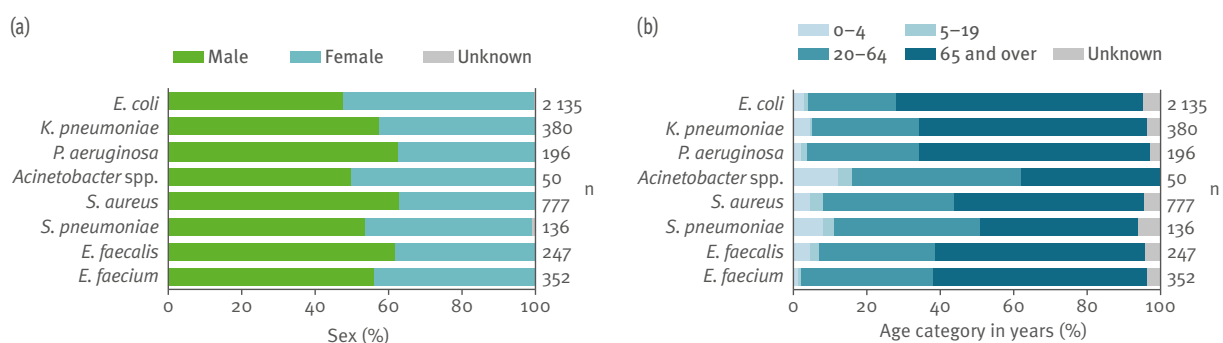 (a)
Male Female Unknown
E. coli 2 135
K. pneumoniae 380
P. aeruginosa 196
Acinetobacter spp. 50
n
S. aureus 777
S. pneumoniae 136
E. faecalis 247
E. faecium 352
0 20 40 60 80 100
Sex (%)
(b)
0–4 5–19
20–64 65 and over Unknown
E. coli 2 135
K. pneumoniae 380
P. aeruginosa 196
Acinetobacter spp. 50
n
S. aureus 777
S. pneumoniae 136
E. faecalis 247
E. faecium 352
0 20 40 60 80 100
Age category in years (%)